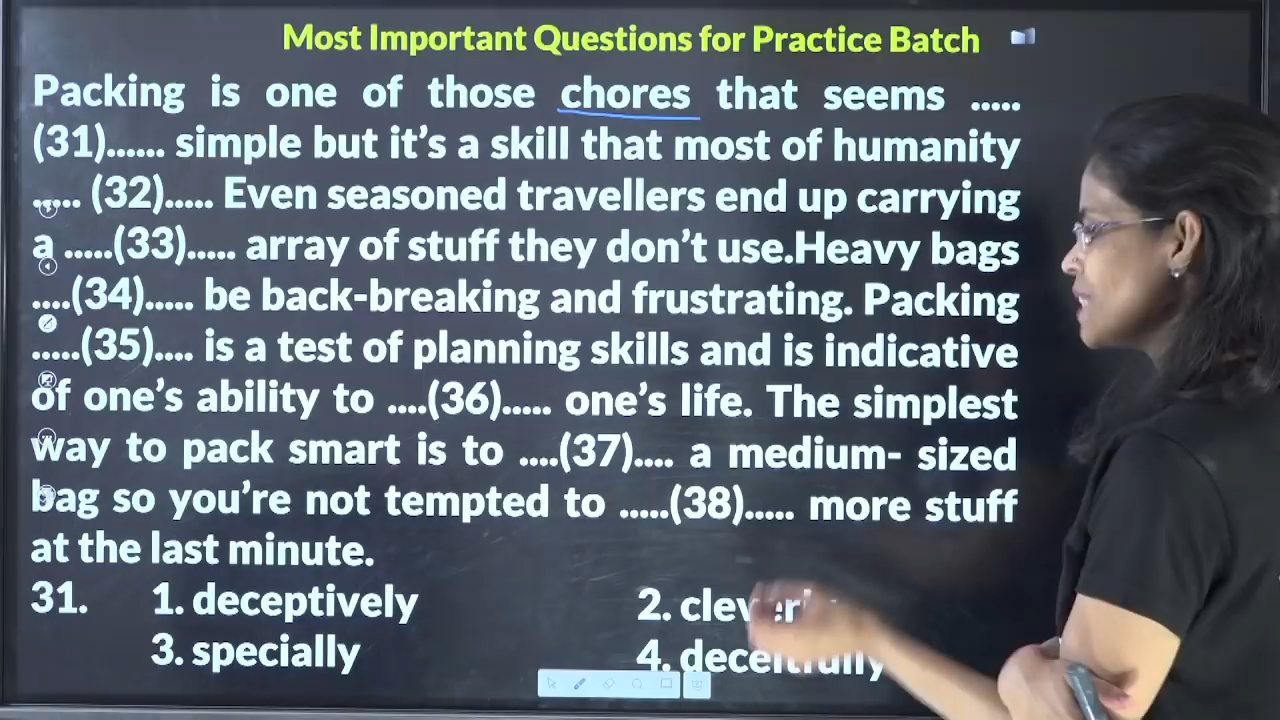 Most Important Questions for Practice Batch
Packing is one of those chores that seems .....
(31)...... simple but it's a skill that most of humanity
..... (32)..... Even seasoned travellers end up carrying
a .....(33)..... array of stuff they don't use.Heavy bags
....(34)..... be back-breaking and frustrating. Packing
.....(35).... is a test of planning skills and is indicative
of one's ability to ....(36)..... one's life. The simplest
way to pack smart is to ....(37).... a medium- sized
bag so you're not tempted to .....(38)..... more stuff
at the last minute.
31. 1. deceptively 2.
3. specially 4. deceitfully